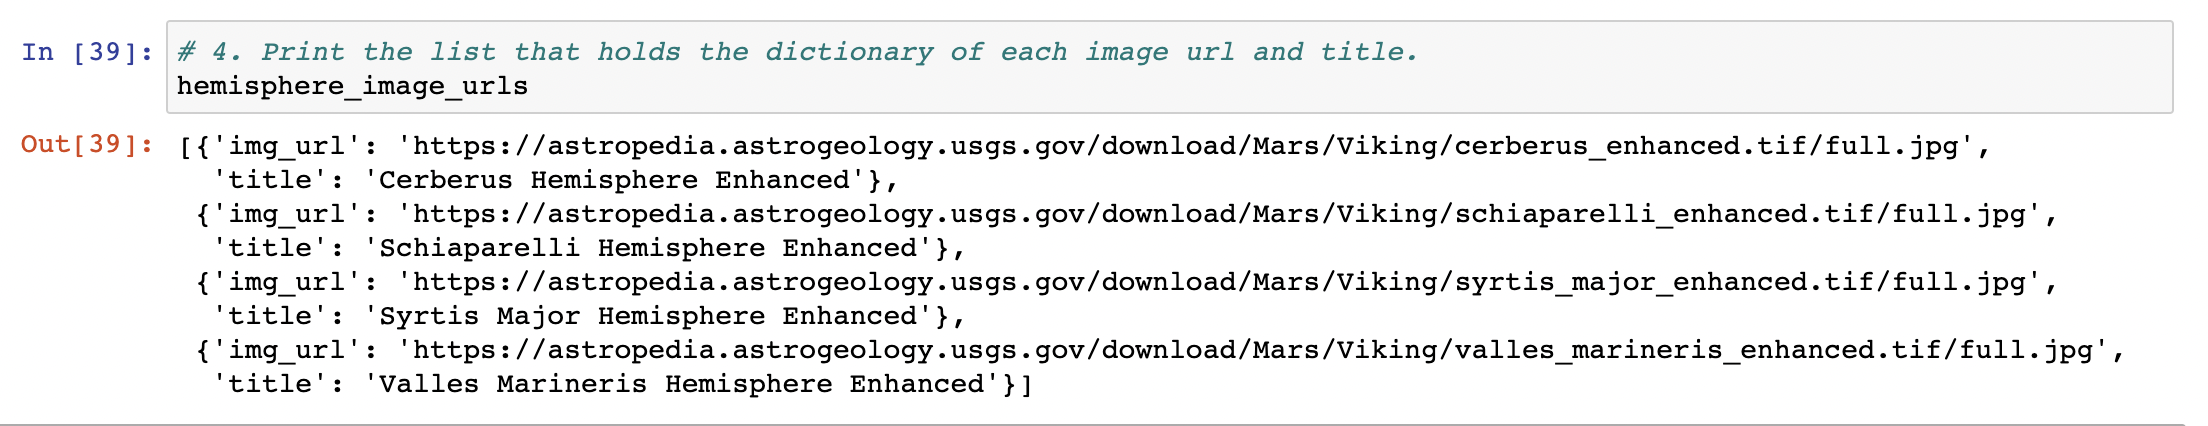 In [39]: # 4. Print the list that holds the dictionary of each image url and title.
hemisphere_image_urls
Out[39]: [{'img_url': 'https://astropedia.astrogeology.usgs.gov/download/Mars/Viking/cerberus_enhanced.tif/full.jpg',
'title': 'Cerberus Hemisphere Enhanced'},
{'img_url': 'https://astropedia.astrogeology.usgs.gov/download/Mars/Viking/schiaparelli_enhanced.tif/full.jpg',
'title': 'Schiaparelli Hemisphere Enhanced'},
{'img_url': 'https://astropedia.astrogeology.usgs.gov/download/Mars/Viking/syrtis_major_enhanced.tif/full.jpg',
'title': 'Syrtis Major Hemisphere Enhanced'},
{'img_url': 'https://astropedia.astrogeology.usgs.gov/download/Mars/Viking/valles_marineris_enhanced.tif/full.jpg',
'title': 'Valles Marineris Hemisphere Enhanced'}]